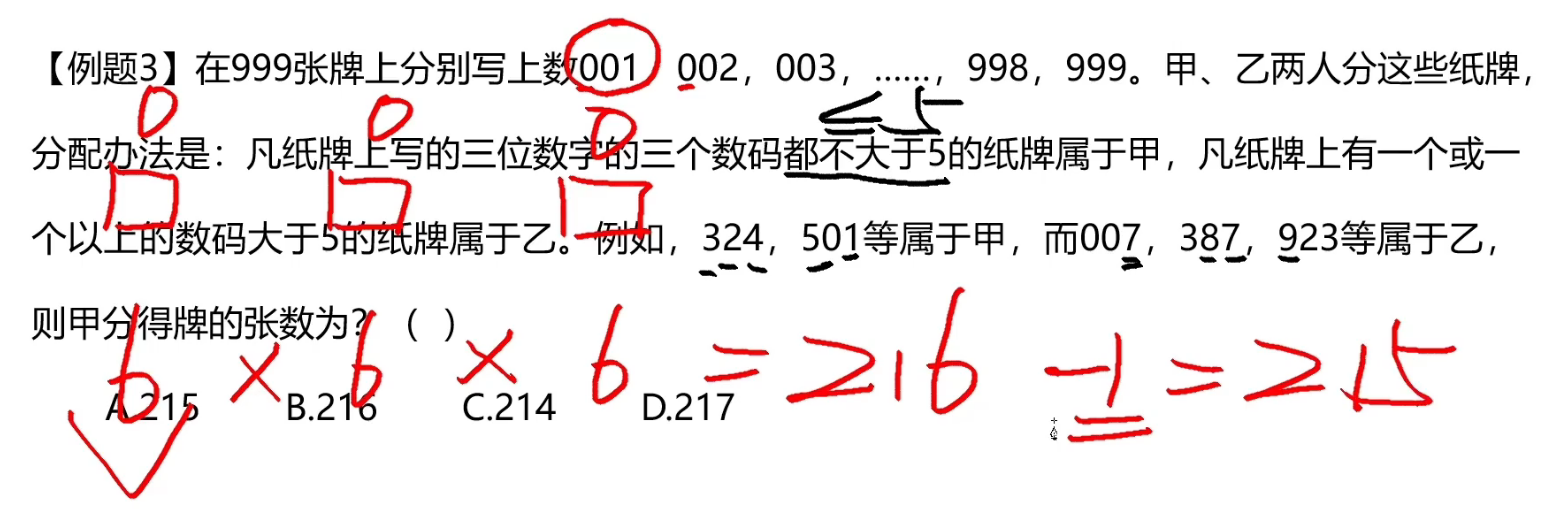 【例题3】在999张牌上分别写上数001，002，003，……，998，999。甲、乙两人分这些纸牌，
0 0 0
≤5
分配办法是：凡纸牌上写的三位数字的三个数码都不大于5的纸牌属于甲，凡纸牌上有一个或一
个以上的数码大于5的纸牌属于乙。例如，324，501等属于甲，而007，387，923等属于乙，
则甲分得牌的张数为？（ ）
6 × 6 × 6 = 216 -1 = 215
A.215 B.216 C.214 D.217